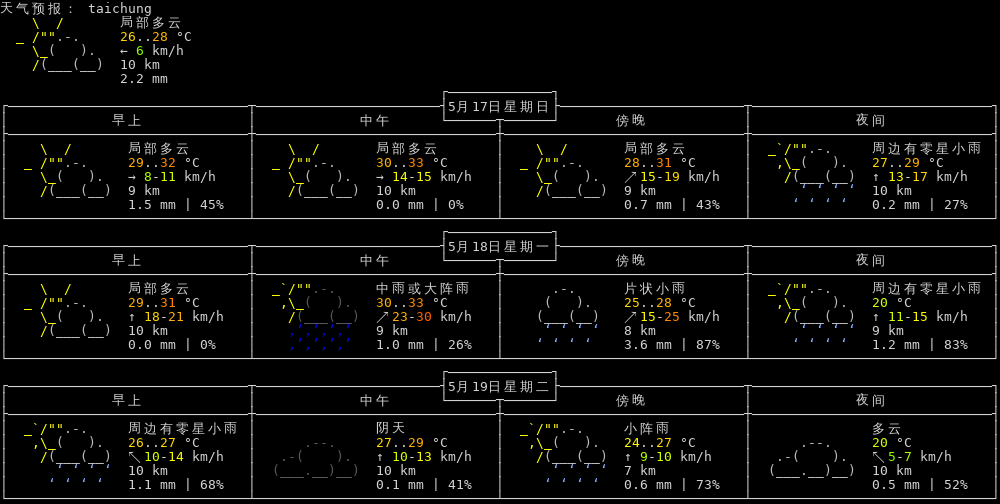 天气预报： taichung
局部多云
26..28 °C
← 6 km/h
10 km
2.2 mm
5月17日星期日
早上 中午 傍晚 夜间
局部多云 局部多云 局部多云 周边有零星小雨
29..32 °C 30..33 °C 28..31 °C 27..29 °C
→ 8-11 km/h → 14-15 km/h ↗ 15-19 km/h ↑ 13-17 km/h
9 km 10 km 9 km 10 km
1.5 mm | 45% 0.0 mm | 0% 0.7 mm | 43% 0.2 mm | 27%
5月18日星期一
早上 中午 傍晚 夜间
局部多云 中雨或大阵雨 片状小雨 周边有零星小雨
29..31 °C 30..33 °C 25..28 °C 20 °C
↑ 18-21 km/h ↗ 23-30 km/h ↗ 15-25 km/h ↑ 11-15 km/h
10 km 9 km 8 km 9 km
0.0 mm | 0% 1.0 mm | 26% 3.6 mm | 87% 1.2 mm | 83%
5月19日星期二
早上 中午 傍晚 夜间
周边有零星小雨 阴天 小阵雨 多云
26..27 °C 27..29 °C 24..27 °C 20 °C
↖ 10-14 km/h ↑ 10-13 km/h ↑ 9-10 km/h ↖ 5-7 km/h
10 km 10 km 7 km 10 km
1.1 mm | 68% 0.1 mm | 41% 0.6 mm | 73% 0.5 mm | 52%